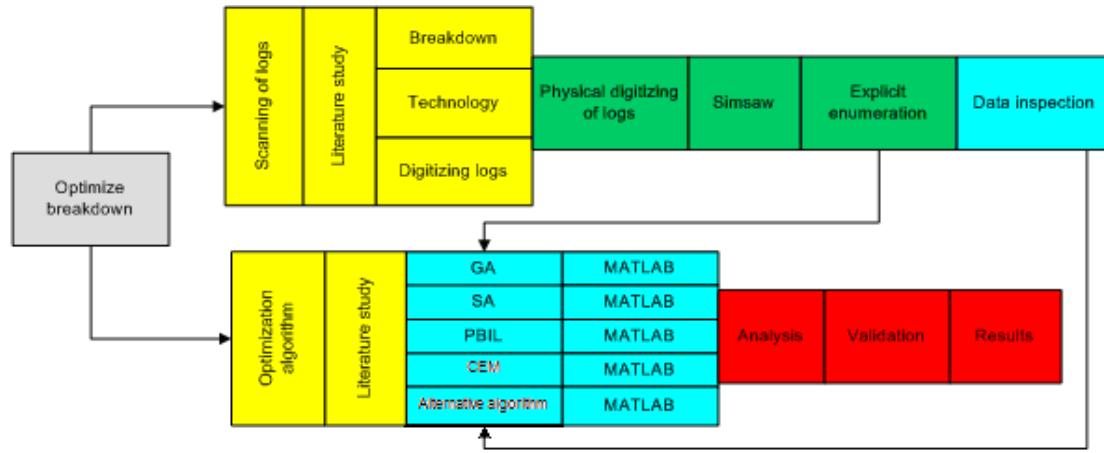 Optimize
breakdown
Scanning of logs
Literature study
Breakdown
Technology
Digitizing logs
Physical digitizing
of logs
Simsaw
Explicit
enumeration
Data inspection
Optimization
algorithm
Literature study
GA
MATLAB
SA
MATLAB
PBIL
MATLAB
CEM
MATLAB
Alternative algorithm
MATLAB
Analysis
Validation
Results